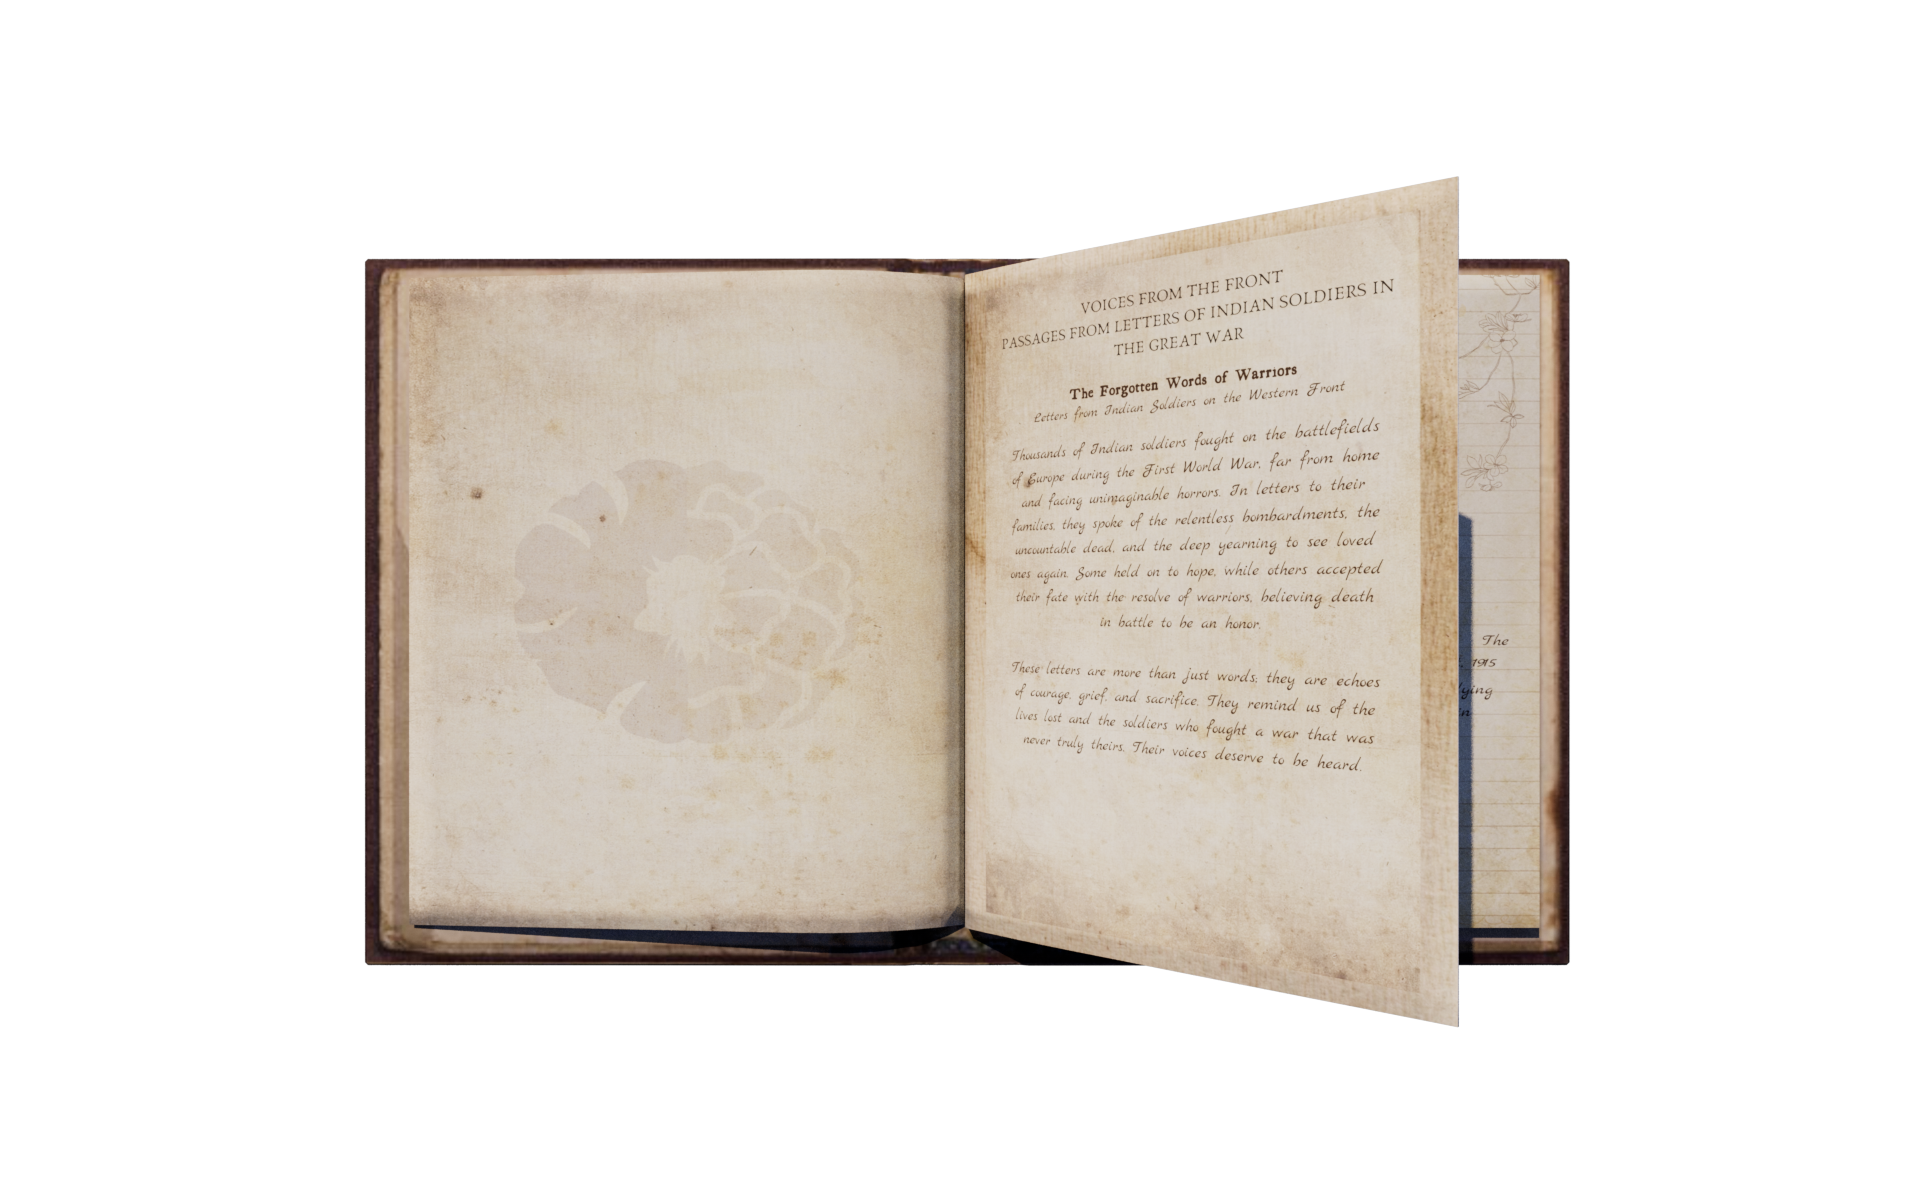 VOICES FROM THE FRONT
PASSAGES FROM LETTERS OF INDIAN SOLDIERS IN
THE GREAT WAR
The Forgotten Words of Warriors
Letters from Indian Soldiers on the Western Front
Thousands of Indian soldiers fought on the battlefields
of Europe during the First World War, far from home
and facing unimaginable horrors. In letters to their
families, they spoke of the relentless bombardments, the
uncountable dead, and the deep yearning to see loved
ones again. Some held on to hope, while others accepted
their fate with the resolve of warriors, believing death
in battle to be an honor.
These letters are more than just words; they are echoes
of courage, grief, and sacrifice. They remind us of the
lives lost and the soldiers who fought a war that was
never truly theirs. Their voices deserve to be heard.
The
1915